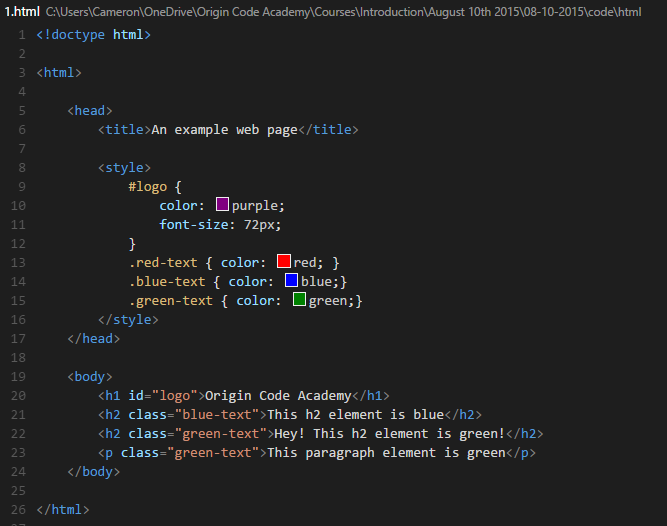 1.html C:\Users\Cameron\OneDrive\Origin Code Academy\Courses\Introduction\August 10th 2015\08-10-2015\code\html
1 <!doctype html>
2
3 <html>
4
5     <head>
6         <title>An example web page</title>
7
8         <style>
9             #logo {
10                 color: purple;
11                 font-size: 72px;
12             }
13             .red-text { color: red; }
14             .blue-text { color: blue;}
15             .green-text { color: green;}
16         </style>
17     </head>
18
19     <body>
20         <h1 id="logo">Origin Code Academy</h1>
21         <h2 class="blue-text">This h2 element is blue</h2>
22         <h2 class="green-text">Hey! This h2 element is green!</h2>
23         <p class="green-text">This paragraph element is green</p>
24     </body>
25
26 </html>
27